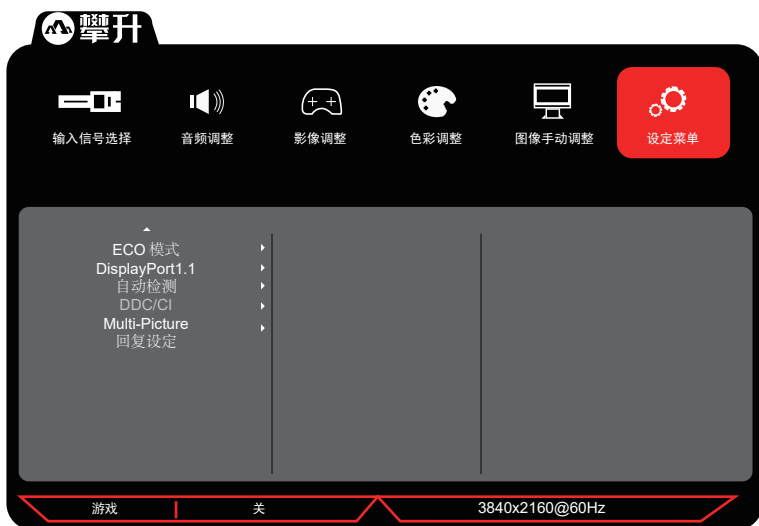 攀升
输入信号选择
音频调整
影像调整
色彩调整
图像手动调整
设定菜单
ECO 模式
DisplayPort1.1
自动检测
DDC/CI
Multi-Picture
回复设定
游戏
关
3840x2160@60Hz